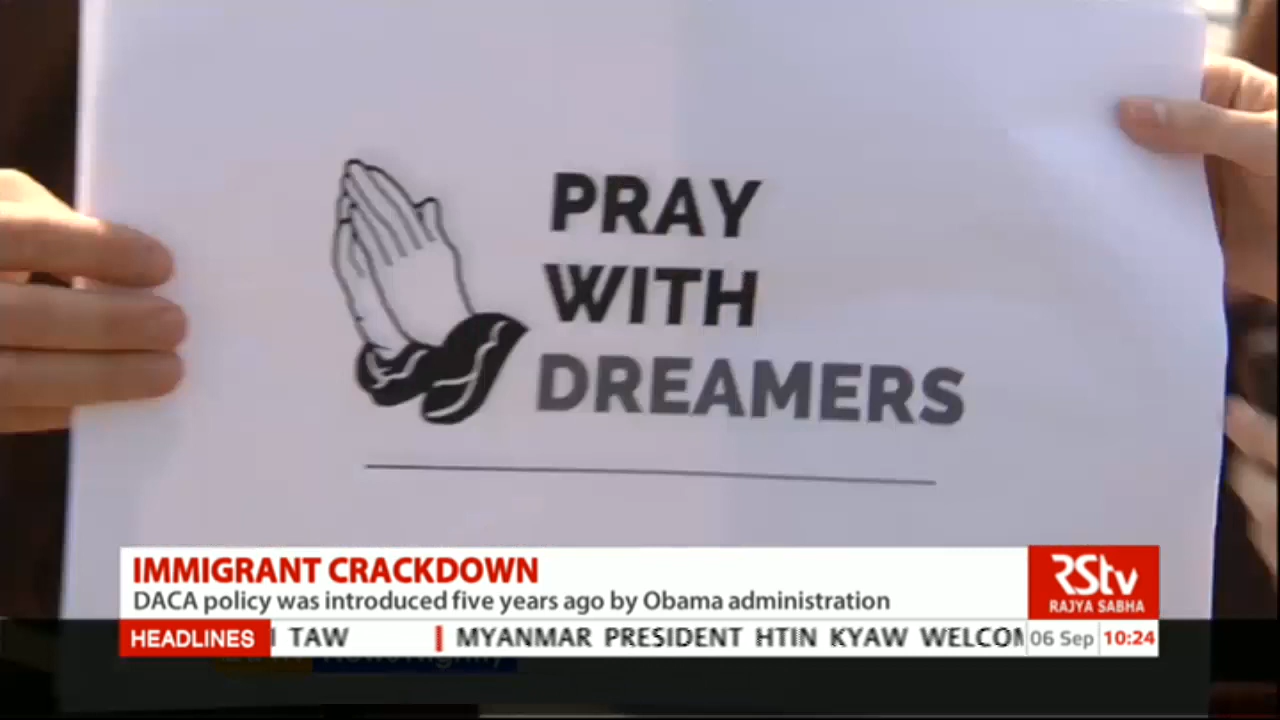 PRAY
WITH
DREAMERS
IMMIGRANT CRACKDOWN
DACA policy was introduced five years ago by Obama administration
RStv
RAJYA SABHA
HEADLINES
TAW | MYANMAR PRESIDENT HTIN KYAW
06 Sep 10:24